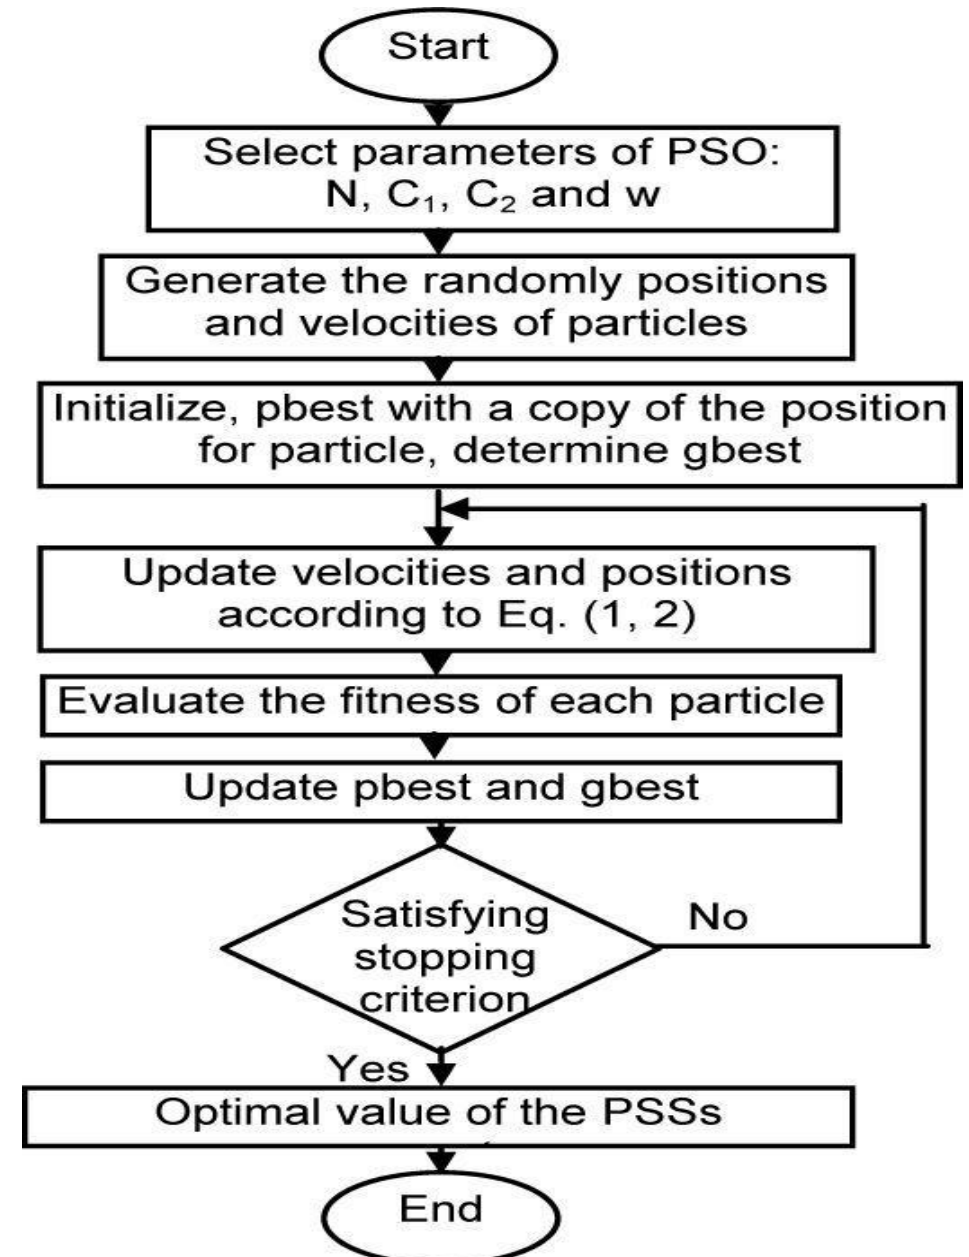 Start
Select parameters of PSO:
N, C₁, C₂ and w
Generate the randomly positions
and velocities of particles
Initialize, pbest with a copy of the position
for particle, determine gbest
Update velocities and positions
according to Eq. (1, 2)
Evaluate the fitness of each particle
Update pbest and gbest
Satisfying
stopping
criterion
No
Yes
Optimal value of the PSSs
End